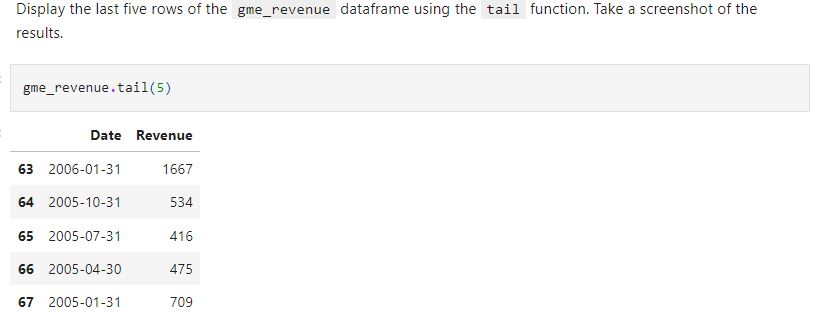 Display the last five rows of the gme_revenue dataframe using the tail function. Take a screenshot of the
results.
gme_revenue.tail(5)
Date Revenue
63 2006-01-31 1667
64 2005-10-31 534
65 2005-07-31 416
66 2005-04-30 475
67 2005-01-31 709